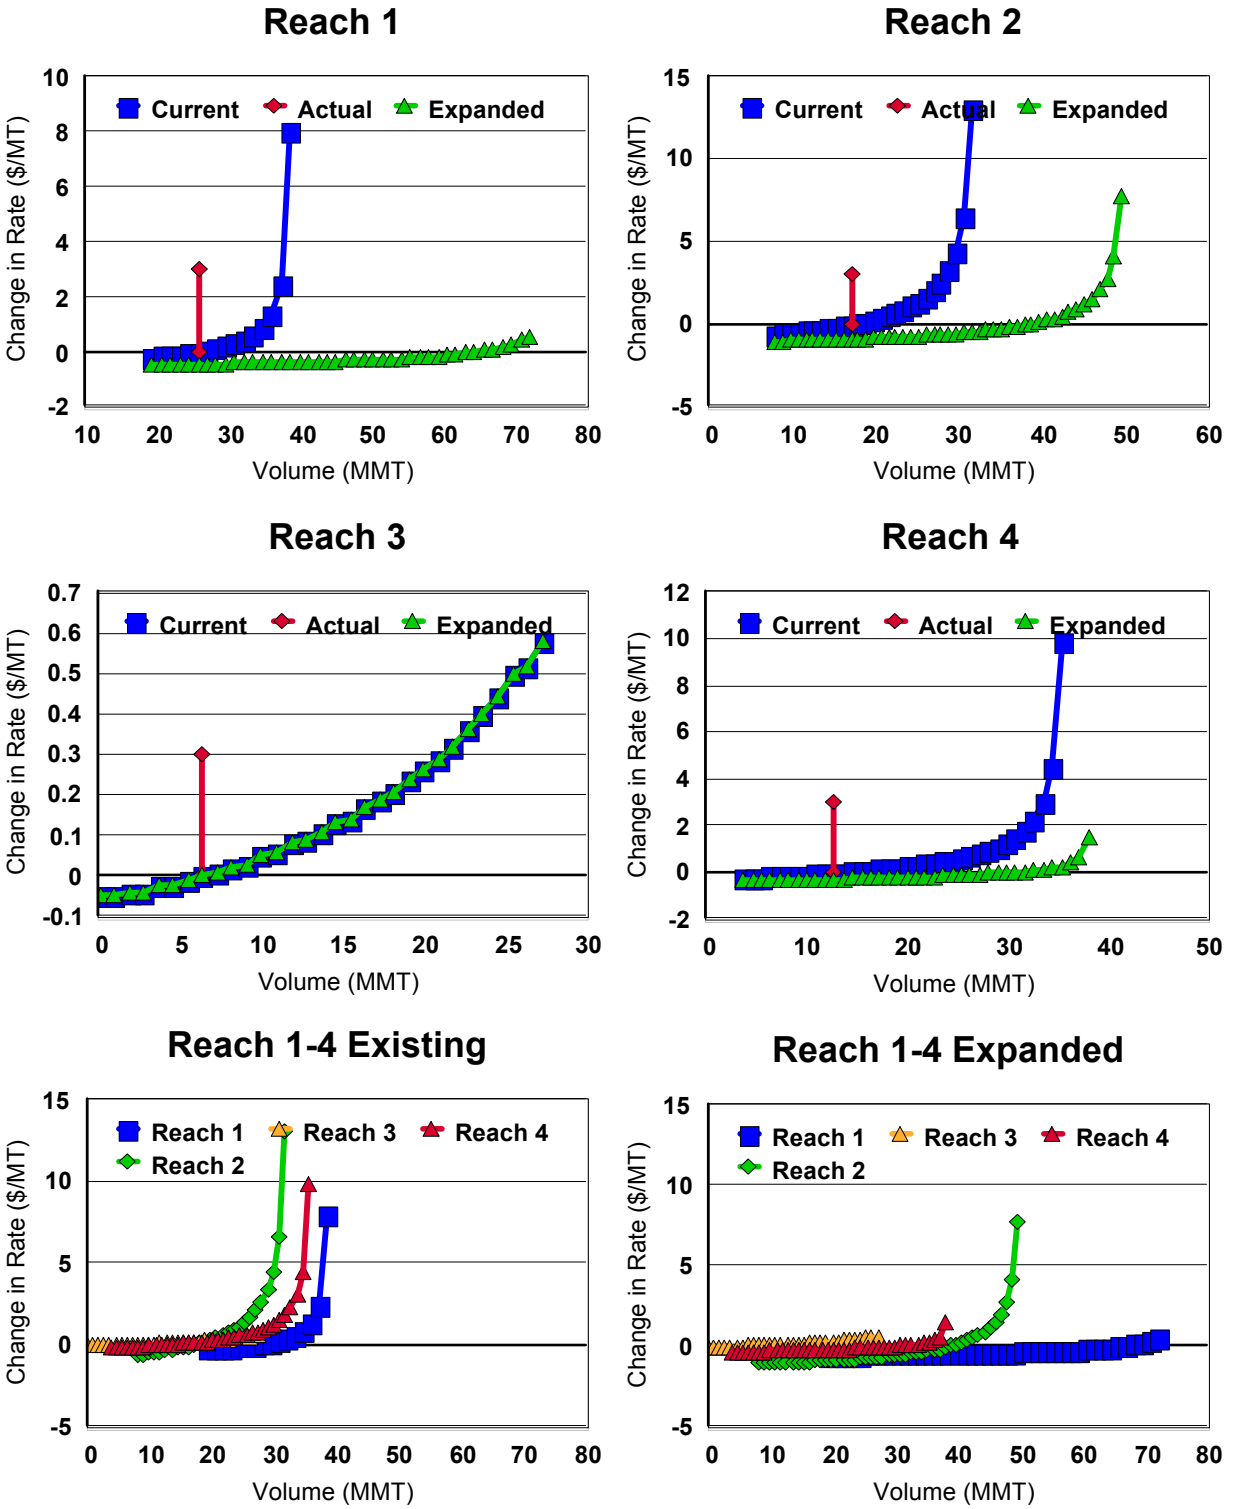 Reach 1
Change in Rate ($/MT)
10
8
6
4
2
0
-2
Current Actual Expanded
10 20 30 40 50 60 70 80
Volume (MMT)
Reach 2
Change in Rate ($/MT)
15
10
5
0
-5
Current Actual Expanded
0 10 20 30 40 50 60
Volume (MMT)
Reach 3
Change in Rate ($/MT)
0.7
0.6
0.5
0.4
0.3
0.2
0.1
0
-0.1
Current Actual Expanded
0 5 10 15 20 25 30
Volume (MMT)
Reach 4
Change in Rate ($/MT)
12
10
8
6
4
2
0
-2
Current Actual Expanded
0 10 20 30 40 50
Volume (MMT)
Reach 1-4 Existing
Change in Rate ($/MT)
15
10
5
0
-5
Reach 1 Reach 3 Reach 4
Reach 2
0 10 20 30 40 50 60 70 80
Volume (MMT)
Reach 1-4 Expanded
Change in Rate ($/MT)
15
10
5
0
-5
Reach 1 Reach 3 Reach 4
Reach 2
0 10 20 30 40 50 60 70 80
Volume (MMT)